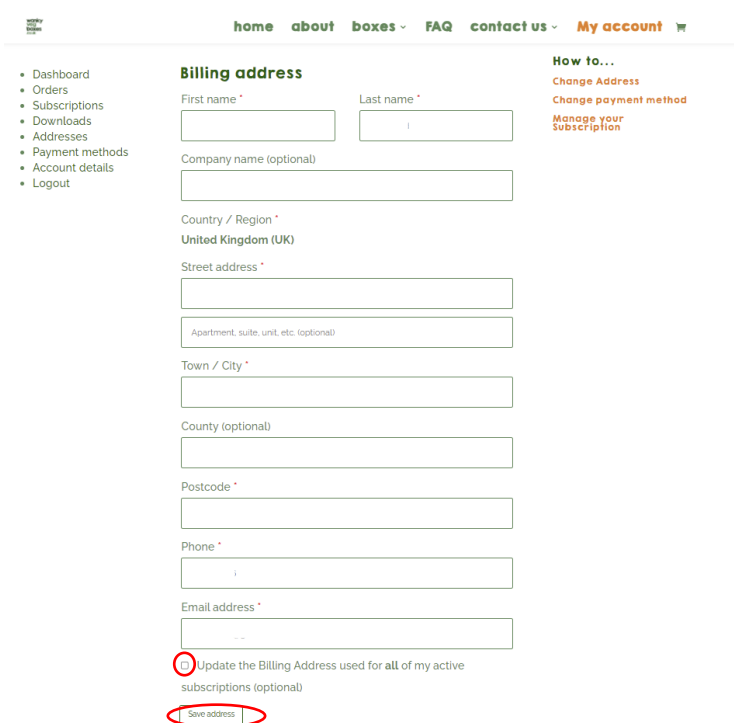 wonky
veg
boxes
home about boxes FAQ contact us My account
Dashboard
Orders
Subscriptions
Downloads
Addresses
Payment methods
Account details
Logout
Billing address
First name *
Last name *
Company name (optional)
Country / Region *
United Kingdom (UK)
Street address *
Apartment, suite, unit, etc. (optional)
Town / City *
County (optional)
Postcode *
Phone *
Email address *
Update the Billing Address used for all of my active
subscriptions (optional)
Save address
How to...
Change Address
Change payment method
Manage your
Subscription